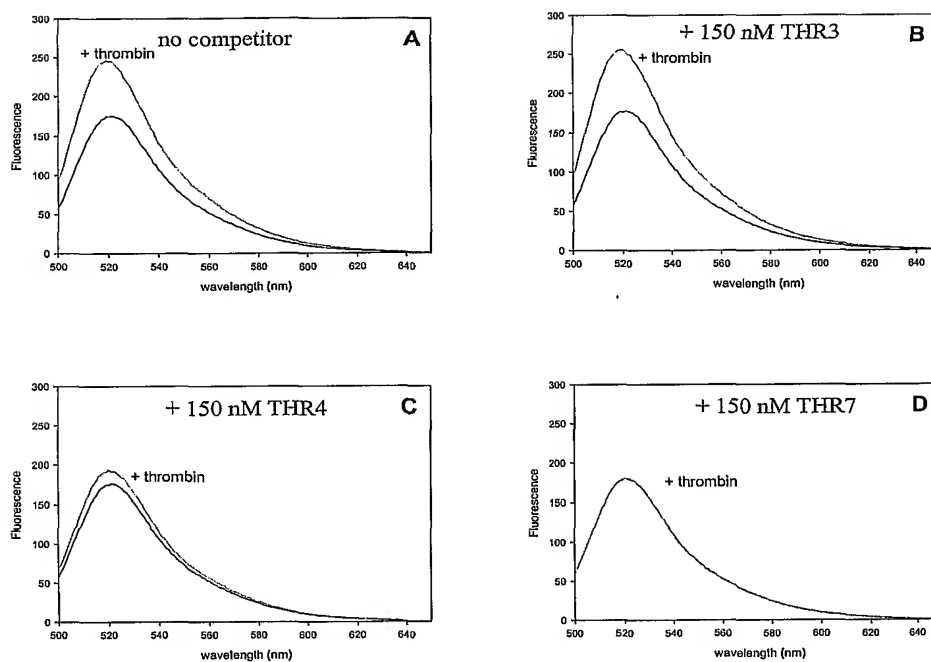 no competitor
A
+ thrombin
300
250
200
150
100
50
0
Fluorescence
500 520 540 560 580 600 620 640
wavelength (nm)
+ 150 nM THR3
B
+ thrombin
300
250
200
150
100
50
0
Fluorescence
500 520 540 560 580 600 620 640
wavelength (nm)
+ 150 nM THR4
C
+ thrombin
300
250
200
150
100
50
0
Fluorescence
500 520 540 560 580 600 620 640
wavelength (nm)
+ 150 nM THR7
D
+ thrombin
300
250
200
150
100
50
0
Fluorescence
500 520 540 560 580 600 620 640
wavelength (nm)